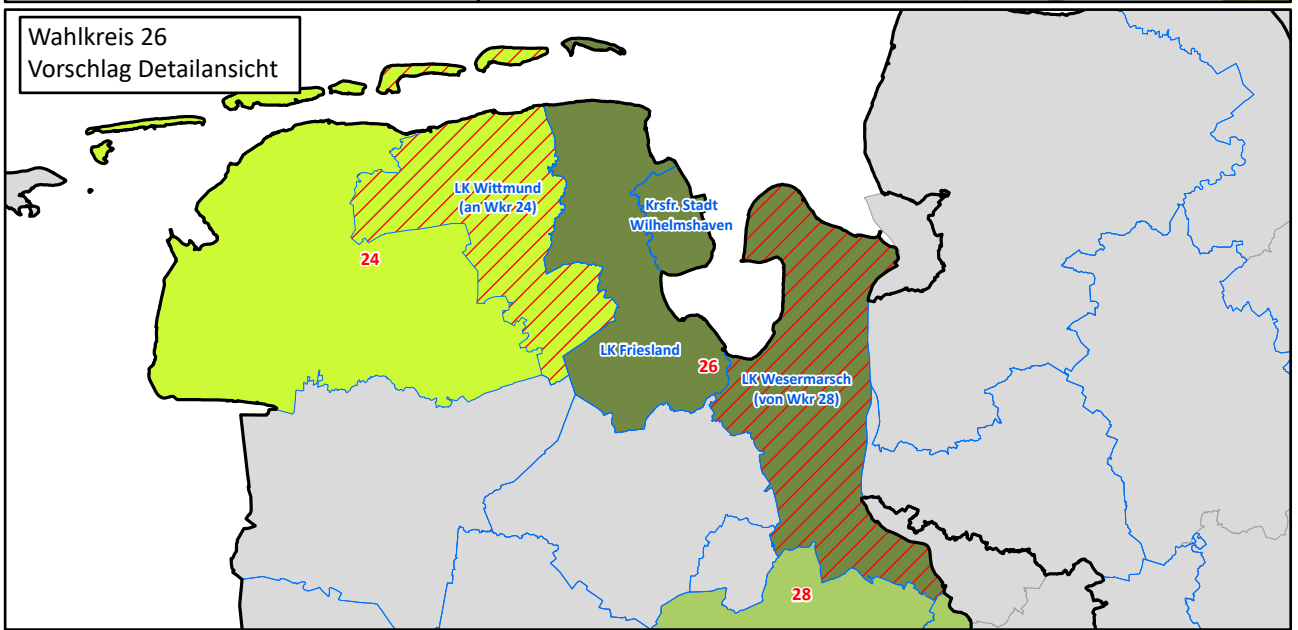 Wahlkreis 26
Vorschlag Detailansicht
LK Wittmund
(an Wkr 24)
Krsfr. Stadt
Wilhelmshaven
24
LK Friesland
26
LK Wesermarsch
(von Wkr 28)
28